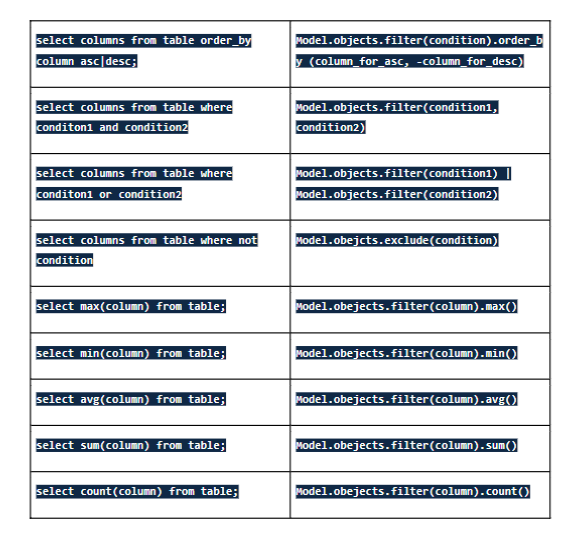 select columns from table order_by
column asc|desc;
Model.objects.filter(condition).order_b
y (column_for_asc, -column_for_desc)
select columns from table where
conditon1 and condition2
Model.objects.filter(condition1,
condition2)
select columns from table where
conditon1 or condition2
Model.objects.filter(condition1) |
Model.objects.filter(condition2)
select columns from table where not
condition
Model.obejcts.exclude(condition)
select max(column) from table;
Model.obejects.filter(column).max()
select min(column) from table;
Model.obejects.filter(column).min()
select avg(column) from table;
Model.obejects.filter(column).avg()
select sum(column) from table;
Model.obejects.filter(column).sum()
select count(column) from table;
Model.obejects.filter(column).count()